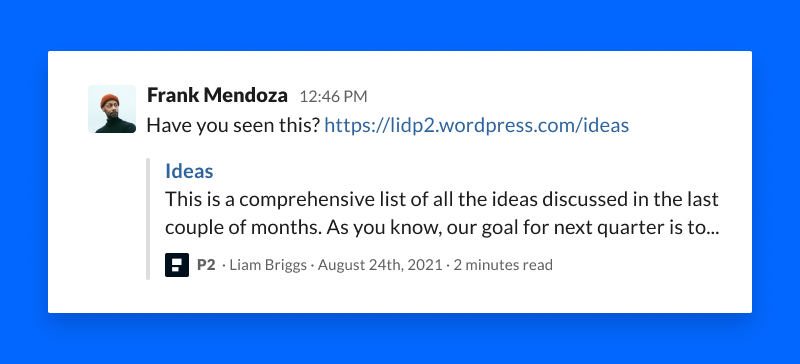 Frank Mendoza 12:46 PM
Have you seen this? https://lidp2.wordpress.com/ideas
Ideas
This is a comprehensive list of all the ideas discussed in the last
couple of months. As you know, our goal for next quarter is to...
P2 · Liam Briggs · August 24th, 2021 · 2 minutes read